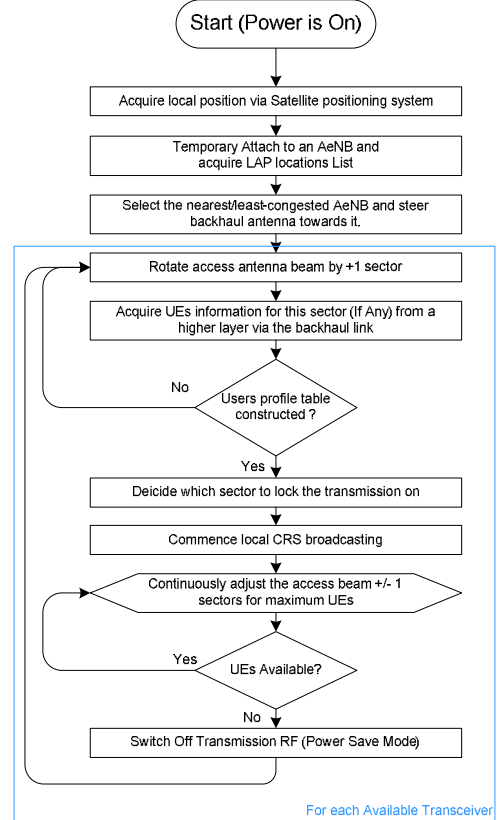 Start (Power is On)
Acquire local position via Satellite positioning system
Temporary Attach to an AeNB and
acquire LAP locations List
Select the nearest/least-congested AeNB and steer
backhaul antenna towards it.
Rotate access antenna beam by +1 sector
Acquire UEs information for this sector (If Any) from a
higher layer via the backhaul link
No
Users profile table
constructed ?
Yes
Deicide which sector to lock the transmission on
Commence local CRS broadcasting
Continuously adjust the access beam +/- 1
sectors for maximum UEs
Yes
UEs Available?
No
Switch Off Transmission RF (Power Save Mode)
For each Available Transceiver